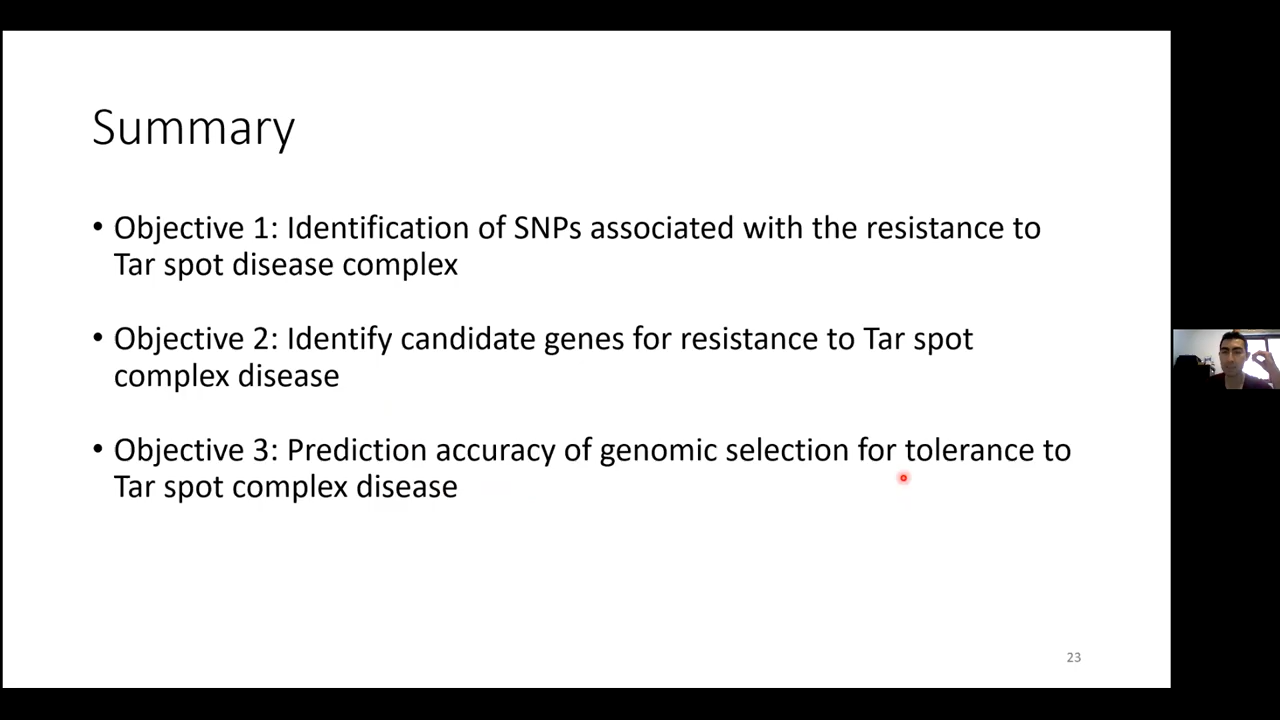 Summary
• Objective 1: Identification of SNPs associated with the resistance to
Tar spot disease complex
• Objective 2: Identify candidate genes for resistance to Tar spot
complex disease
• Objective 3: Prediction accuracy of genomic selection for tolerance to
Tar spot complex disease
23